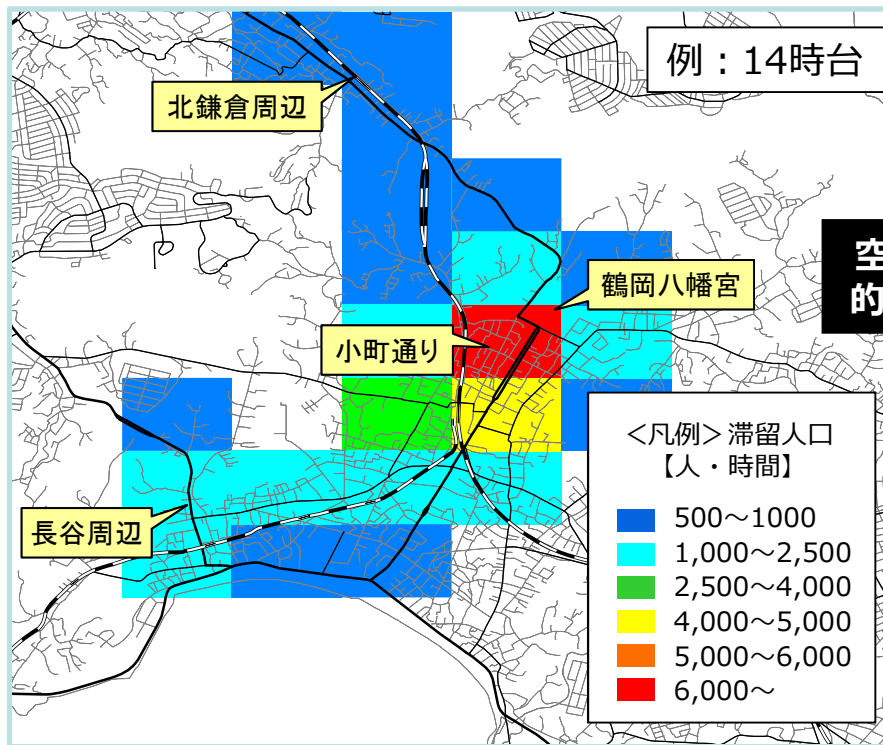 例：14時台
北鎌倉周辺
空
的
鶴岡八幡宮
小町通り
長谷周辺
＜凡例＞滞留人口
【人・時間】
500～1000
1,000～2,500
2,500～4,000
4,000～5,000
5,000～6,000
6,000～